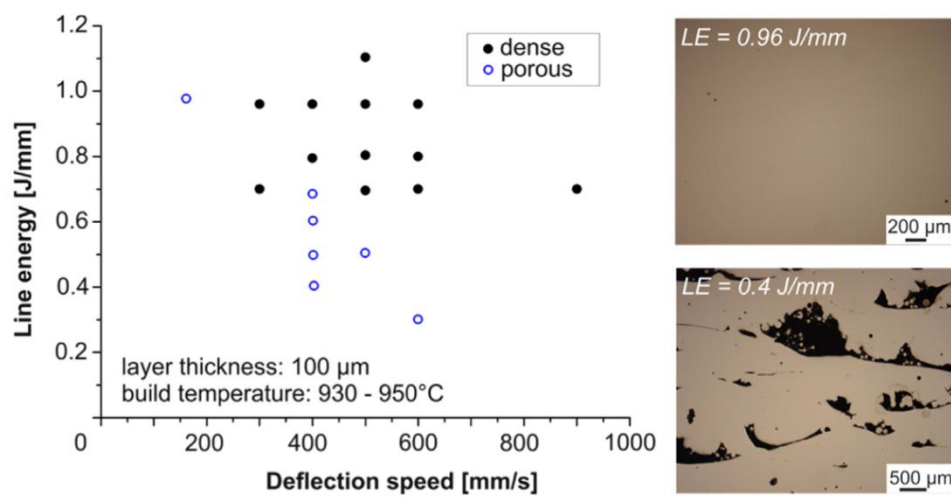 1.2
1.0
0.8
0.6
0.4
0.2
0
200
400
600
800
1000
Line energy [J/mm]
Deflection speed [mm/s]
dense
porous
layer thickness: 100 µm
build temperature: 930 - 950°C
LE = 0.96 J/mm
200 µm
LE = 0.4 J/mm
500 µm